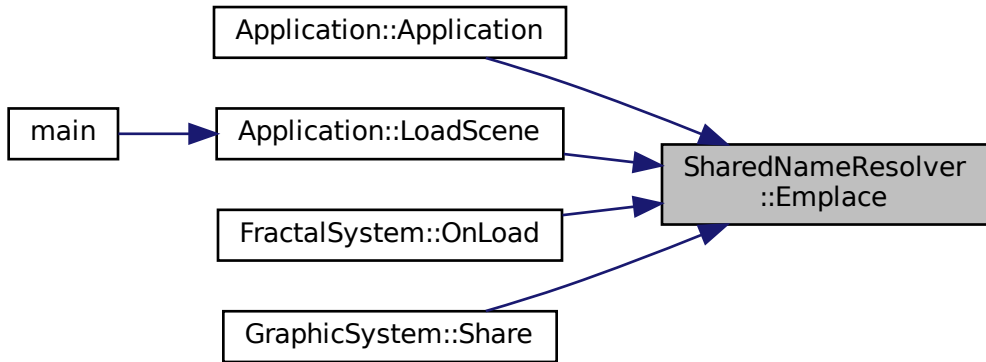 Application::Application
main
Application::LoadScene
SharedNameResolver
::Emplace
FractalSystem::OnLoad
GraphicSystem::Share